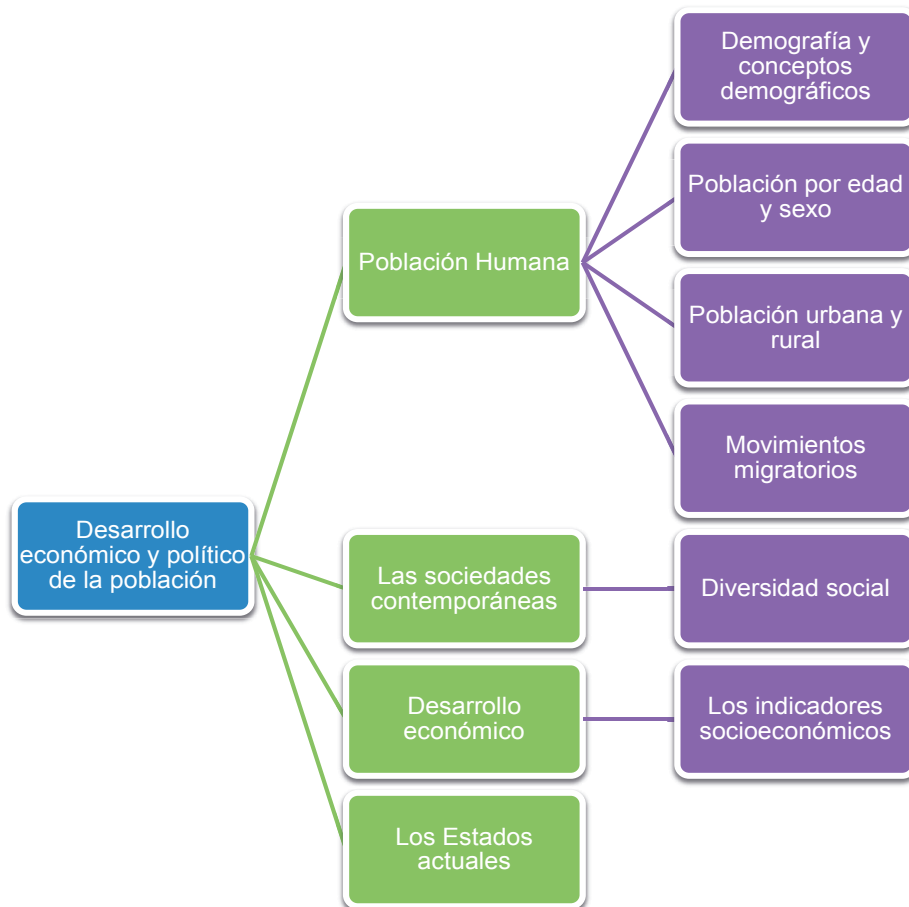 Desarrollo
económico y político
de la población
Población Humana
Demografía y
conceptos
demográficos
Población por edad
y sexo
Población urbana y
rural
Movimientos
migratorios
Las sociedades
contemporáneas
Diversidad social
Desarrollo
económico
Los indicadores
socioeconómicos
Los Estados
actuales